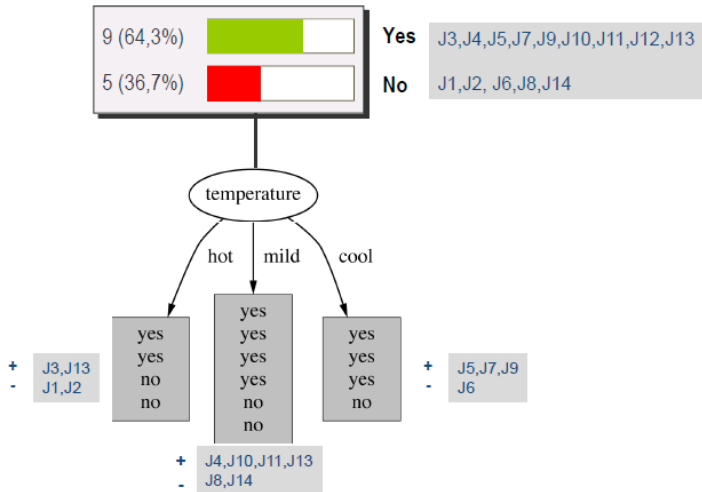 9 (64,3%) Yes J3,J4,J5,J7,J9,J10,J11,J12,J13
5 (36,7%) No J1,J2, J6,J8,J14
temperature
hot mild cool
yes
yes
no
no
yes
yes
yes
yes
no
no
yes
yes
yes
no
+ J3,J13
- J1,J2
+ J5,J7,J9
- J6
+ J4,J10,J11,J13
- J8,J14